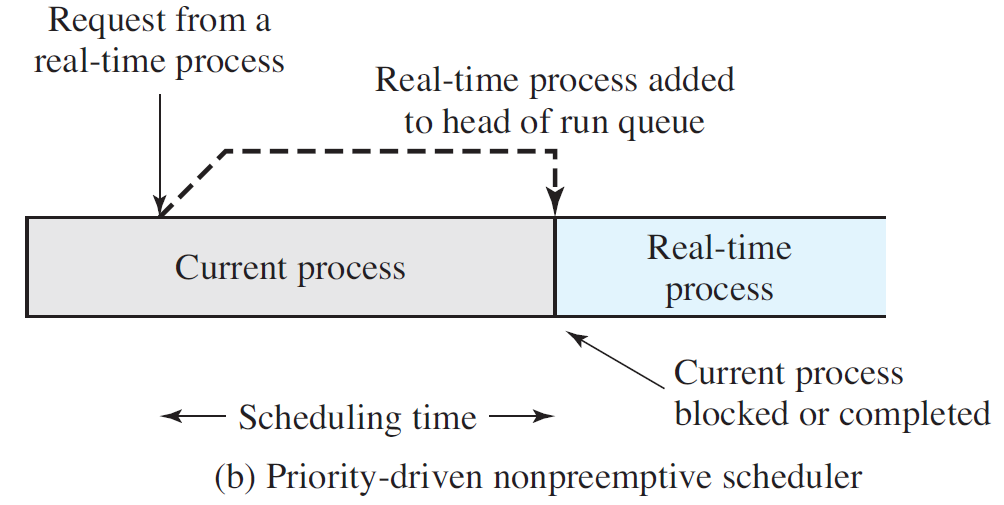 Request from a
real-time process
Real-time process added
to head of run queue
Current process
Real-time
process
Current process
blocked or completed
Scheduling time
(b) Priority-driven nonpreemptive scheduler